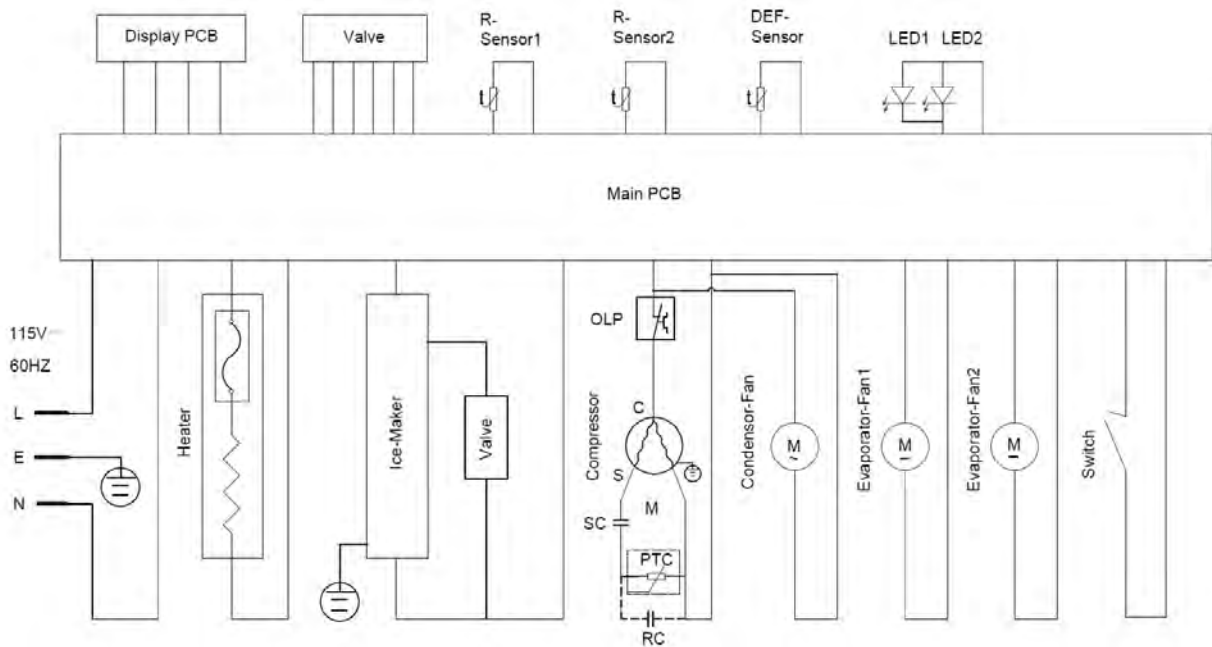 Display PCB
Valve
R-
Sensor1
R-
Sensor2
DEF-
Sensor
LED1 LED2
t
t
t
Main PCB
115V
60HZ
L
E
N
Heater
Ice-Maker
Valve
OLP
Compressor
C
S
M
SC
PTC
RC
Condensor-Fan
M
~
Evaporator-Fan1
M
Evaporator-Fan2
M
Switch